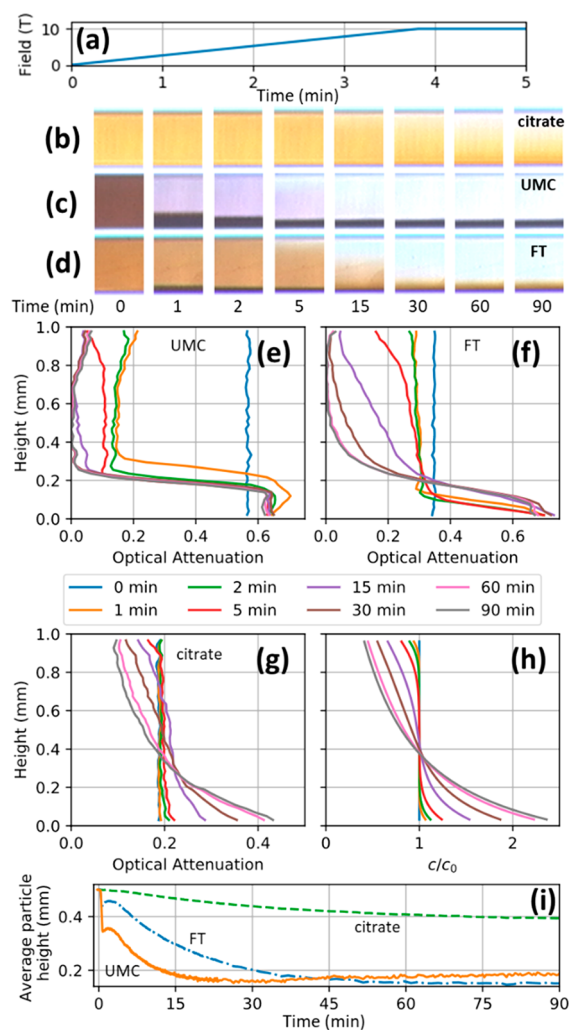 (a)
Field (T)
10
0
0 1 2 3 4 5
Time (min)
(b)
citrate
(c)
UMC
(d)
FT
Time (min) 0 1 2 5 15 30 60 90
1.0
0.8
0.6
0.4
0.2
0.0
Height (mm)
UMC
(e)
0.0 0.2 0.4 0.6
Optical Attenuation
FT
(f)
0.0 0.2 0.4 0.6
Optical Attenuation
0 min 2 min 15 min 60 min
1 min 5 min 30 min 90 min
1.0
0.8
0.6
0.4
0.2
0.0
Height (mm)
citrate
(g)
0.0 0.2 0.4
Optical Attenuation
(h)
0 1 2
c/c₀
Average particle
height (mm)
0.4
0.2
(i)
citrate
FT
UMC
0 15 30 45 60 75 90
Time (min)